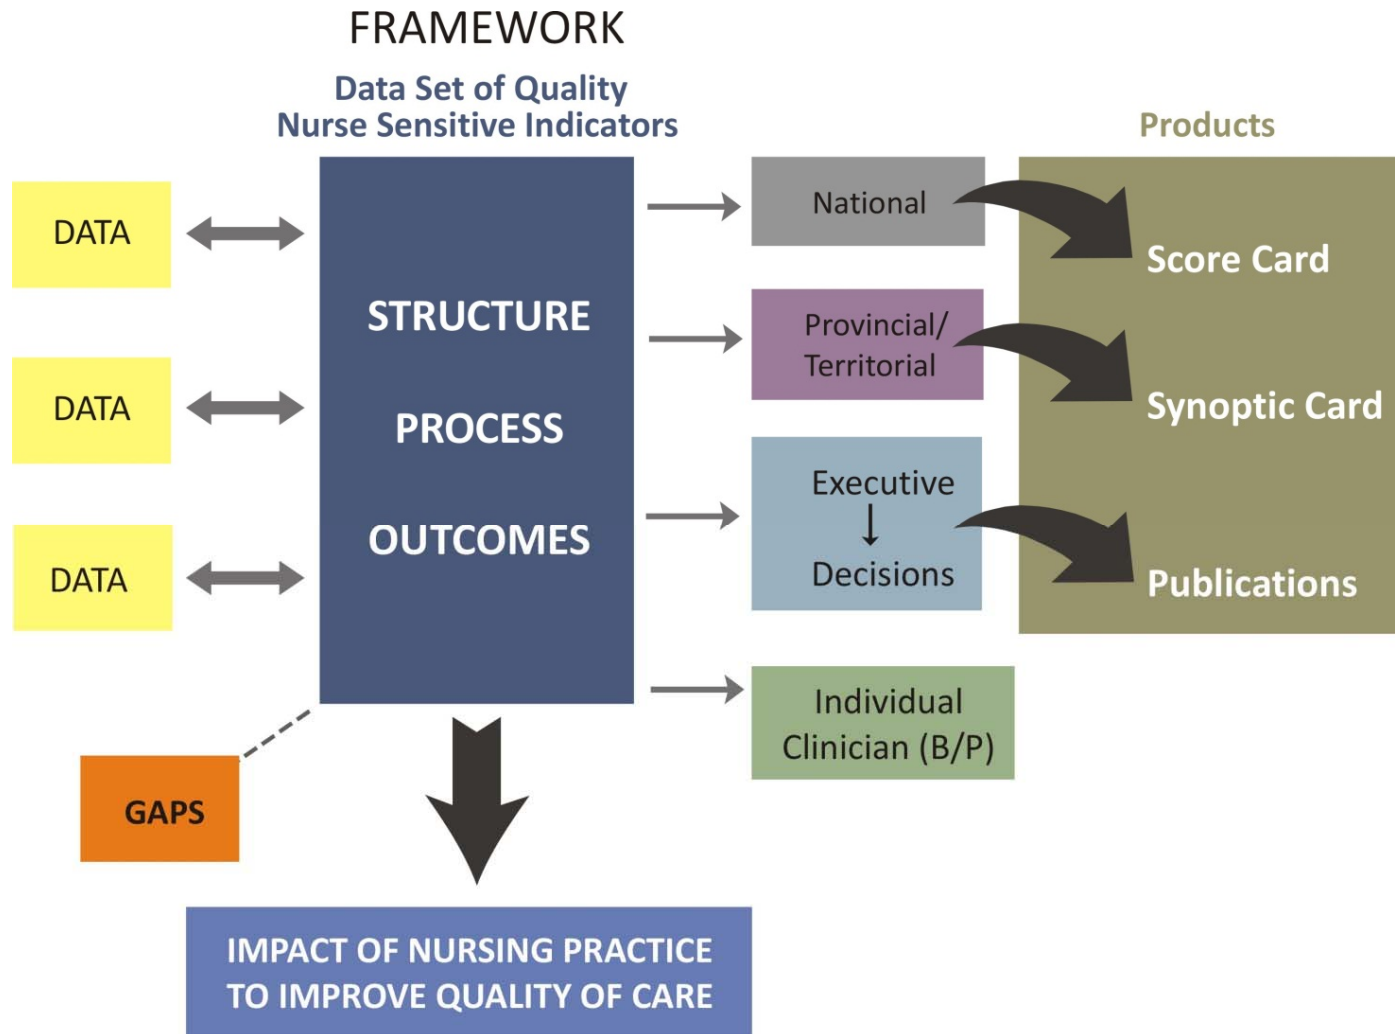 FRAMEWORK
Data Set of Quality
Nurse Sensitive Indicators
Products
DATA
DATA
DATA
STRUCTURE
PROCESS
OUTCOMES
GAPS
National
Provincial/
Territorial
Executive
Decisions
Individual
Clinician (B/P)
Score Card
Synoptic Card
Publications
IMPACT OF NURSING PRACTICE
TO IMPROVE QUALITY OF CARE